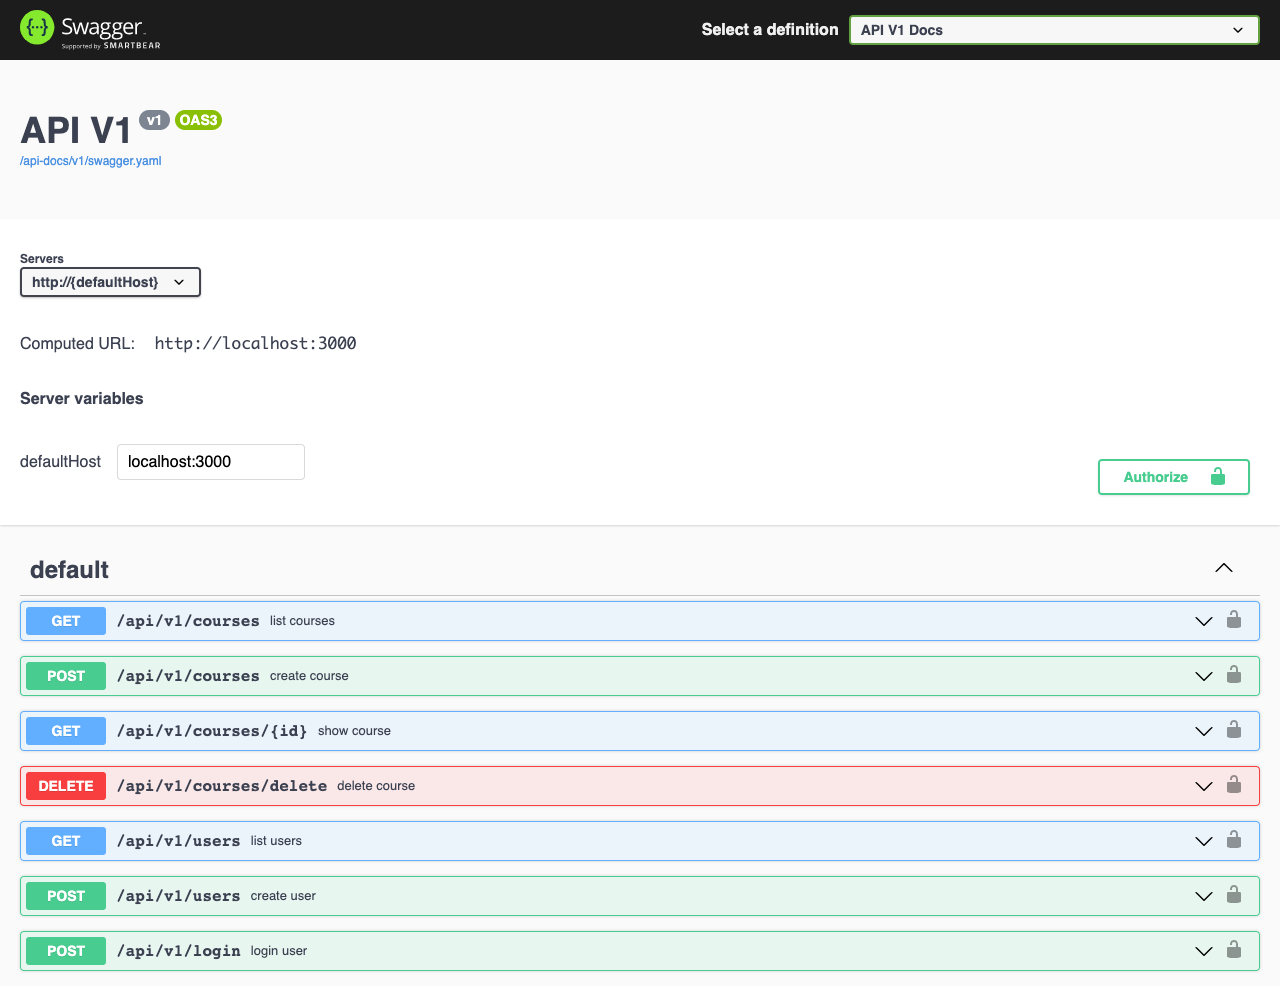 {···} Swagger
Supported by SMARTBEAR
Select a definition
API V1 Docs
API V1 v1 OAS3
/api-docs/v1/swagger.yaml
Servers
http://{defaultHost}
Computed URL: http://localhost:3000
Server variables
defaultHost localhost:3000
Authorize
default
GET /api/v1/courses list courses
POST /api/v1/courses create course
GET /api/v1/courses/{id} show course
DELETE /api/v1/courses/delete delete course
GET /api/v1/users list users
POST /api/v1/users create user
POST /api/v1/login login user